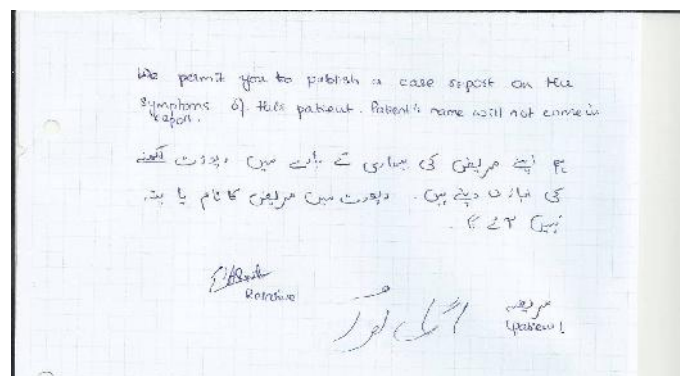 We permit you to publish a case report on the
symptoms of this patient. Patient's name will not come in
report.
ہم اپنے مریض کی بیماری کے بارے میں رپورٹ لکھنے
کی اجازت دیتے ہیں۔ رپورٹ میں مریض کا نام یا پتہ
نہیں آئے گا۔
Relative
مریضہ
(patient)